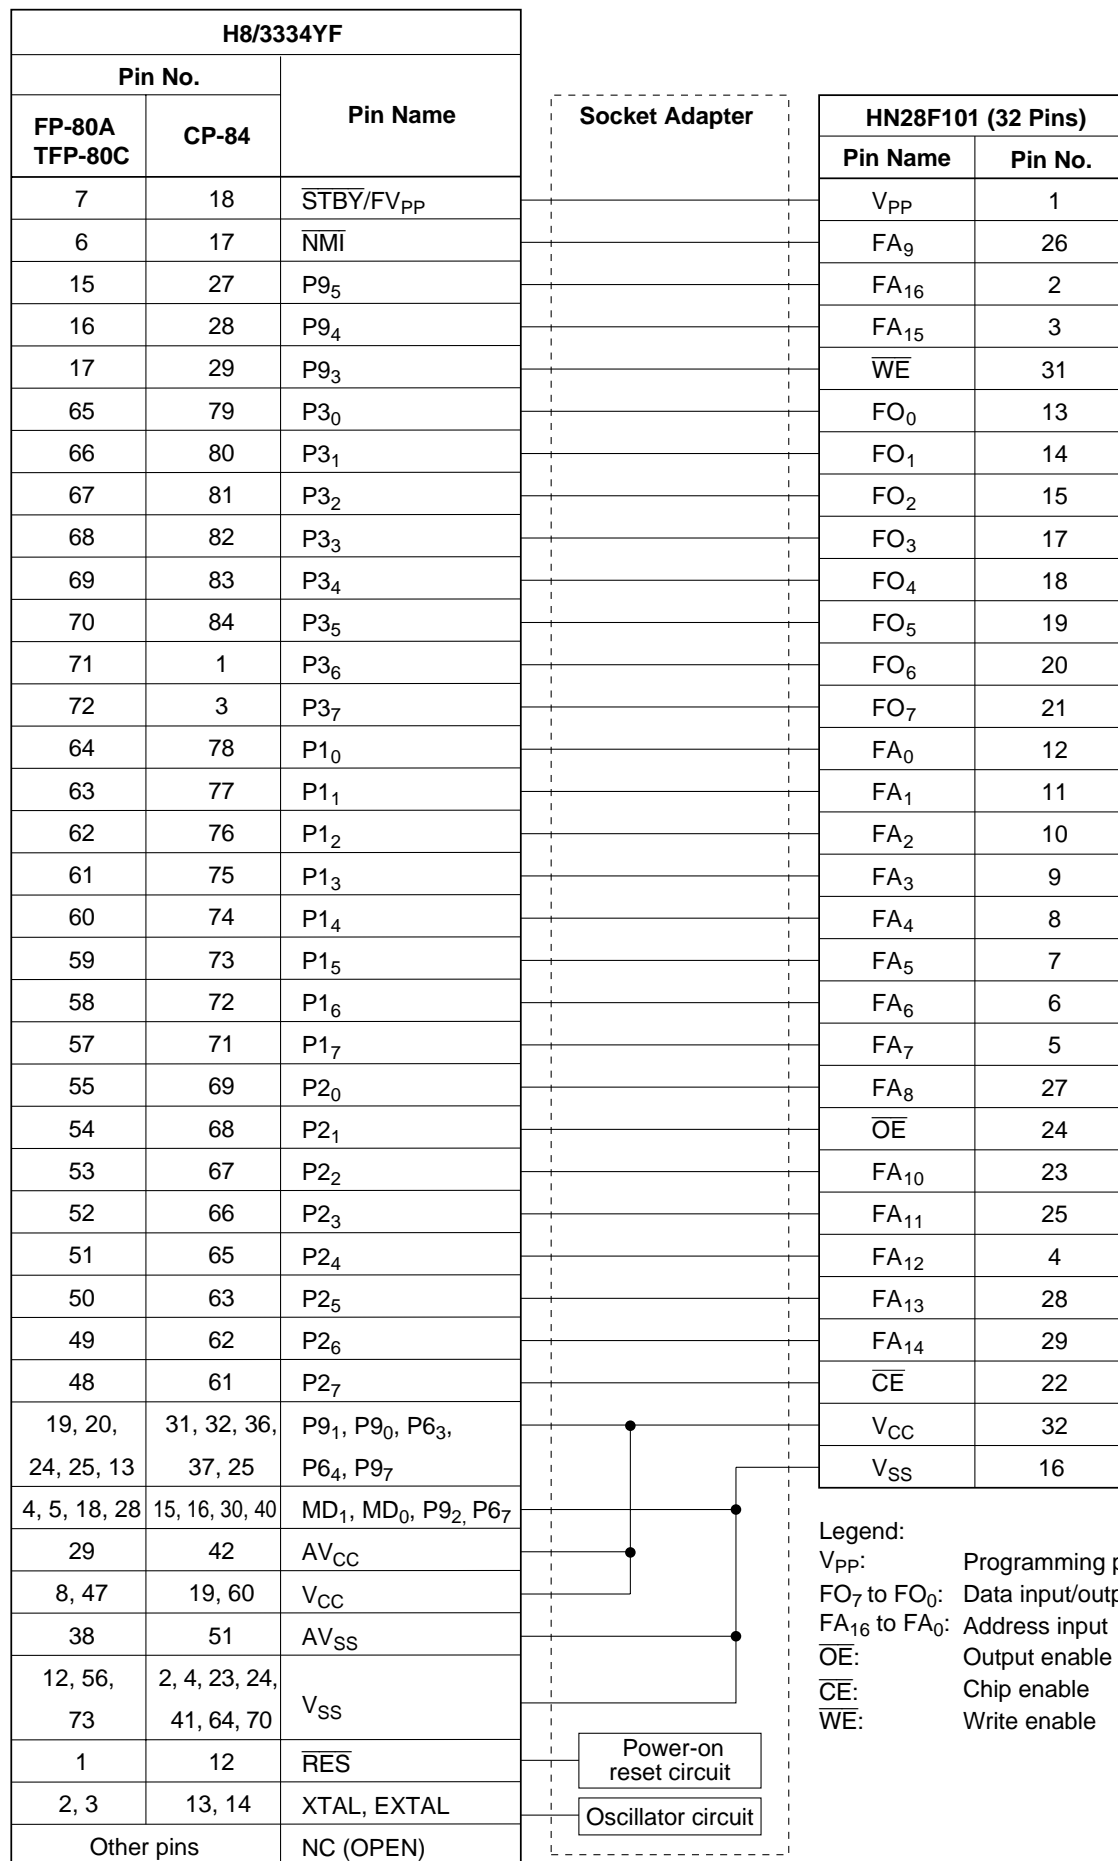 H8/3334YF
Pin No.
Pin Name
FP-80A
TFP-80C
CP-84
Socket Adapter
HN28F101 (32 Pins)
Pin Name Pin No.
7 18 S̅T̅B̅Y̅/FVPP VPP 1
6 17 N̅M̅I̅ FA9 26
15 27 P95 FA16 2
16 28 P94 FA15 3
17 29 P93 W̅E̅ 31
65 79 P30 FO0 13
66 80 P31 FO1 14
67 81 P32 FO2 15
68 82 P33 FO3 17
69 83 P34 FO4 18
70 84 P35 FO5 19
71 1 P36 FO6 20
72 3 P37 FO7 21
64 78 P10 FA0 12
63 77 P11 FA1 11
62 76 P12 FA2 10
61 75 P13 FA3 9
60 74 P14 FA4 8
59 73 P15 FA5 7
58 72 P16 FA6 6
57 71 P17 FA7 5
55 69 P20 FA8 27
54 68 P21 O̅E̅ 24
53 67 P22 FA10 23
52 66 P23 FA11 25
51 65 P24 FA12 4
50 63 P25 FA13 28
49 62 P26 FA14 29
48 61 P27 C̅E̅ 22
19, 20, 31, 32, 36, P91, P90, P63, VCC 32
24, 25, 13 37, 25 P64, P97 VSS 16
4, 5, 18, 28 15, 16, 30, 40 MD1, MD0, P92, P67
29 42 AVCC
8, 47 19, 60 VCC
38 51 AVSS
12, 56, 2, 4, 23, 24,
73 41, 64, 70 VSS
1 12 R̅E̅S̅
Power-on
reset circuit
2, 3 13, 14 XTAL, EXTAL
Oscillator circuit
Other pins NC (OPEN)
Legend:
VPP: Programming
FO7 to FO0: Data
FA16 to FA0: Address input
O̅E̅: Output enable
C̅E̅: Chip enable
W̅E̅: Write enable